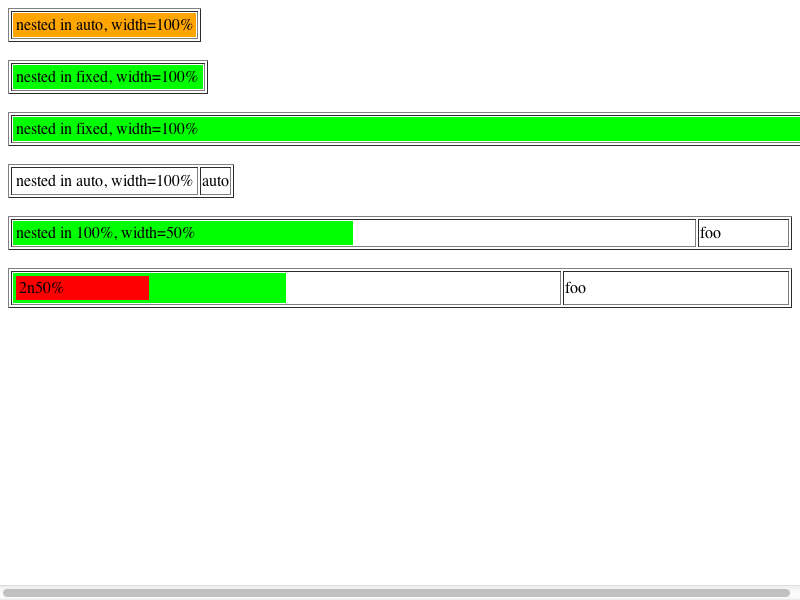 nested in auto, width=100%
nested in fixed, width=100%
nested in fixed, width=100%
nested in auto, width=100% auto
nested in 100%, width=50% foo
2n50% foo